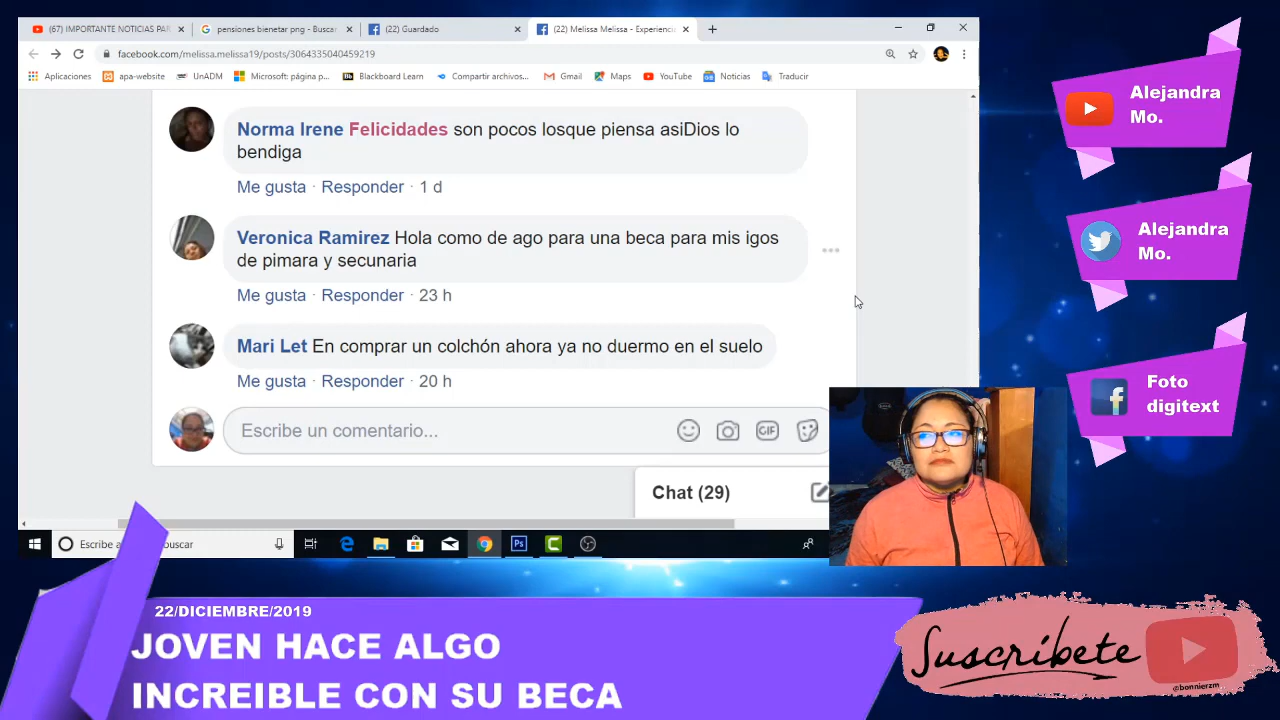 (67) IMPORTANTE NOTICIAS PAR
pensiones bienetar png - Busca
(22) Guardado
(22) Melissa Melissa - Experienc
facebook.com/melissa.melissa19/posts/3064335040459219
Aplicaciones
apa-website
UnADM
Microsoft: página p...
Blackboard Learn
Compartir archivos...
Gmail
Maps
YouTube
Noticias
Traducir
Norma Irene Felicidades son pocos losque piensa asiDios lo
bendiga
Me gusta · Responder · 1 d
Veronica Ramirez Hola como de ago para una beca para mis igos
de pimara y secunaria
Me gusta · Responder · 23 h
Mari Let En comprar un colchón ahora ya no duermo en el suelo
Me gusta · Responder · 20 h
Escribe un comentario...
GIF
Chat (29)
Escribe a
buscar
Alejandra
Mo.
Alejandra
Mo.
Foto
digitext
22/DICIEMBRE/2019
JOVEN HACE ALGO
INCREIBLE CON SU BECA
Suscríbete
@bonnierzm